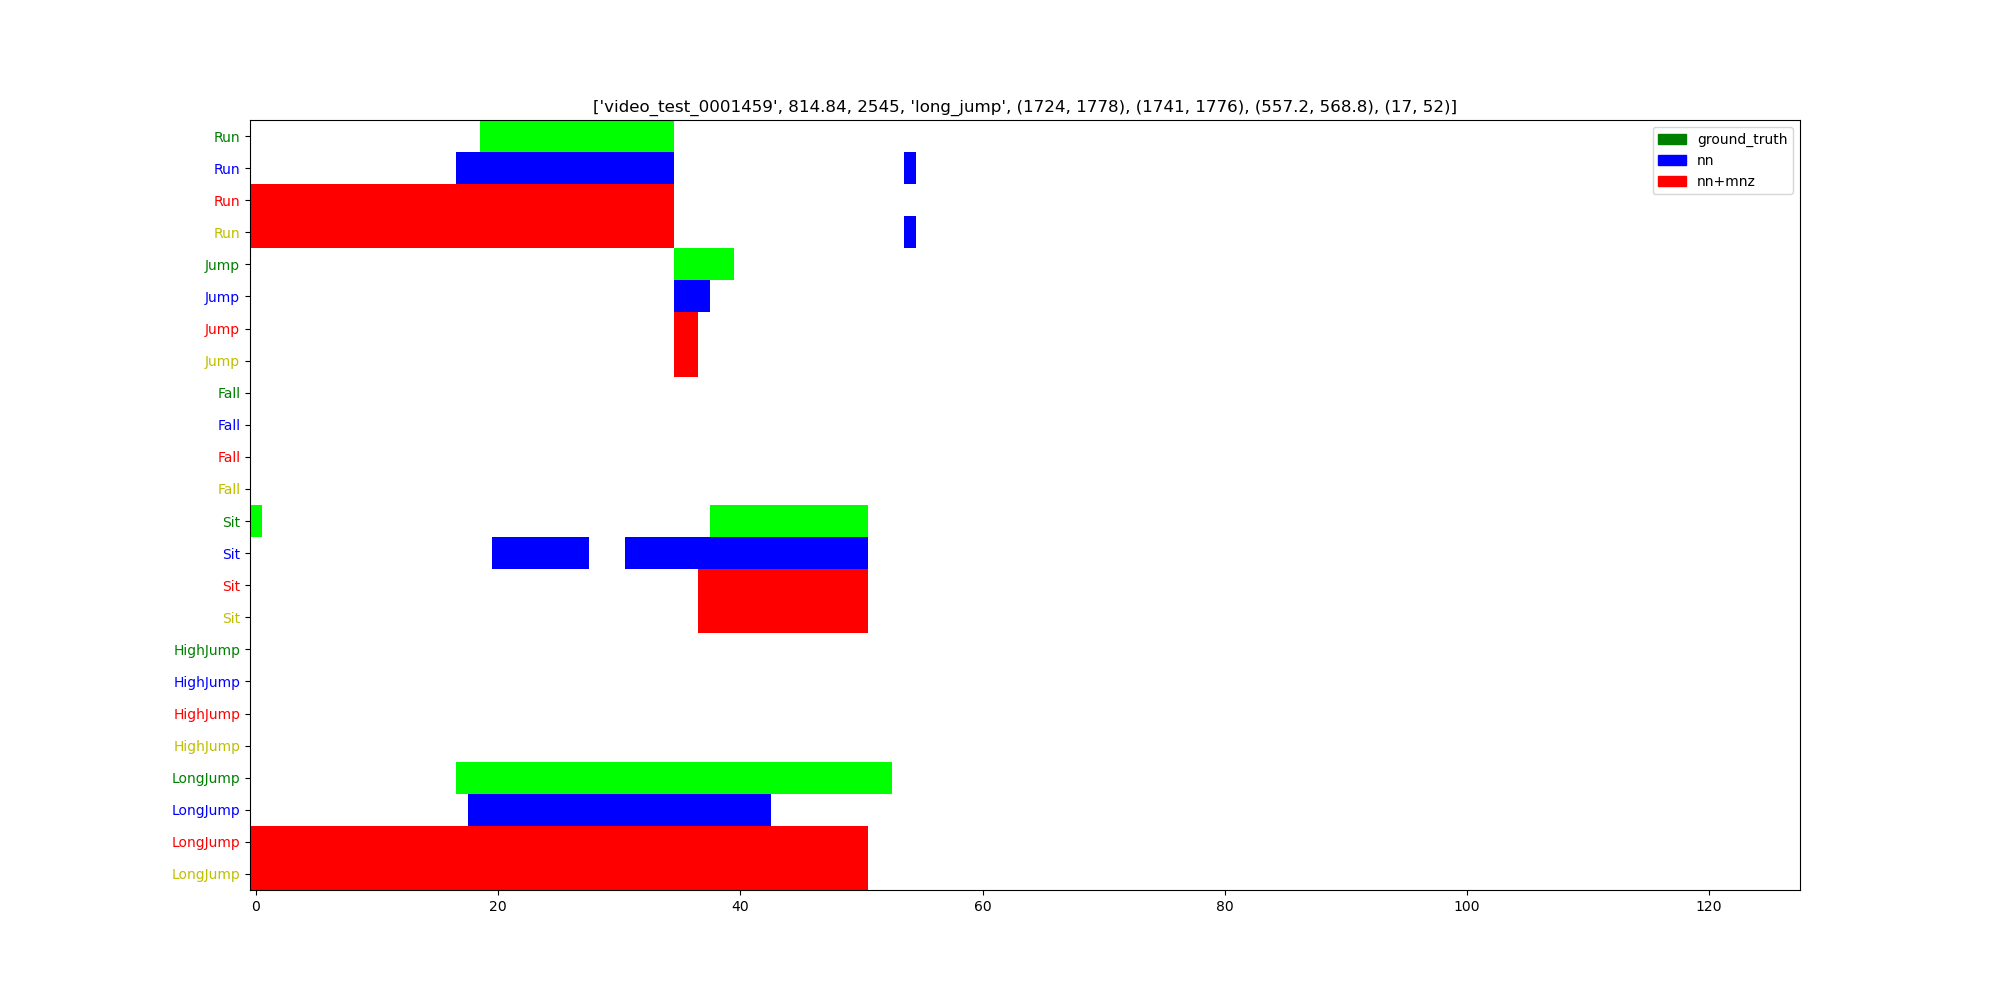 ['video_test_0001459', 814.84, 2545, 'long_jump', (1724, 1778), (1741, 1776), (557.2, 568.8), (17, 52)]
Run
Run
Run
Run
Jump
Jump
Jump
Jump
Fall
Fall
Fall
Fall
Sit
Sit
Sit
Sit
HighJump
HighJump
HighJump
HighJump
LongJump
LongJump
LongJump
LongJump
ground_truth
nn
nn+mnz
0 20 40 60 80 100 120